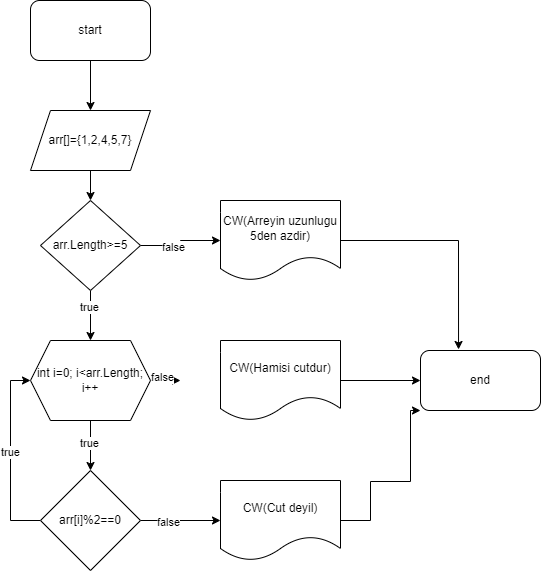 start
arr[]={1,2,4,5,7}
arr.Length>=5
false
CW(Arreyin uzunlugu
5den azdir)
true
int i=0; i<arr.Length;
i++
false
CW(Hamisi cutdur)
end
true
true
arr[i]%2==0
false
CW(Cut deyil)